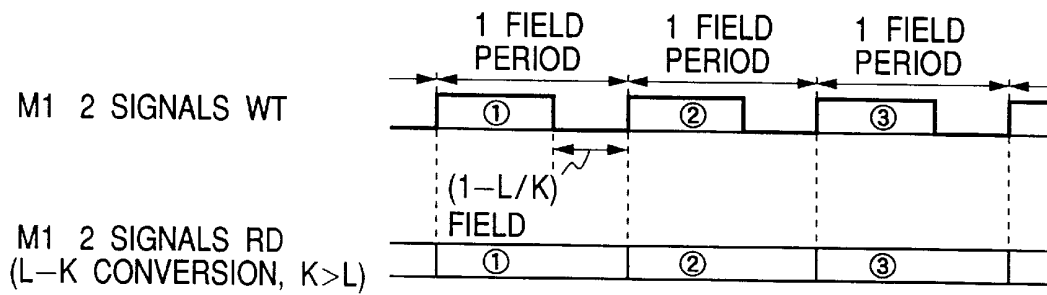 1 FIELD PERIOD
1 FIELD PERIOD
1 FIELD PERIOD
M1 2 SIGNALS WT
① ② ③
(1−L/K) FIELD
M1 2 SIGNALS RD
(L−K CONVERSION, K>L)
① ② ③